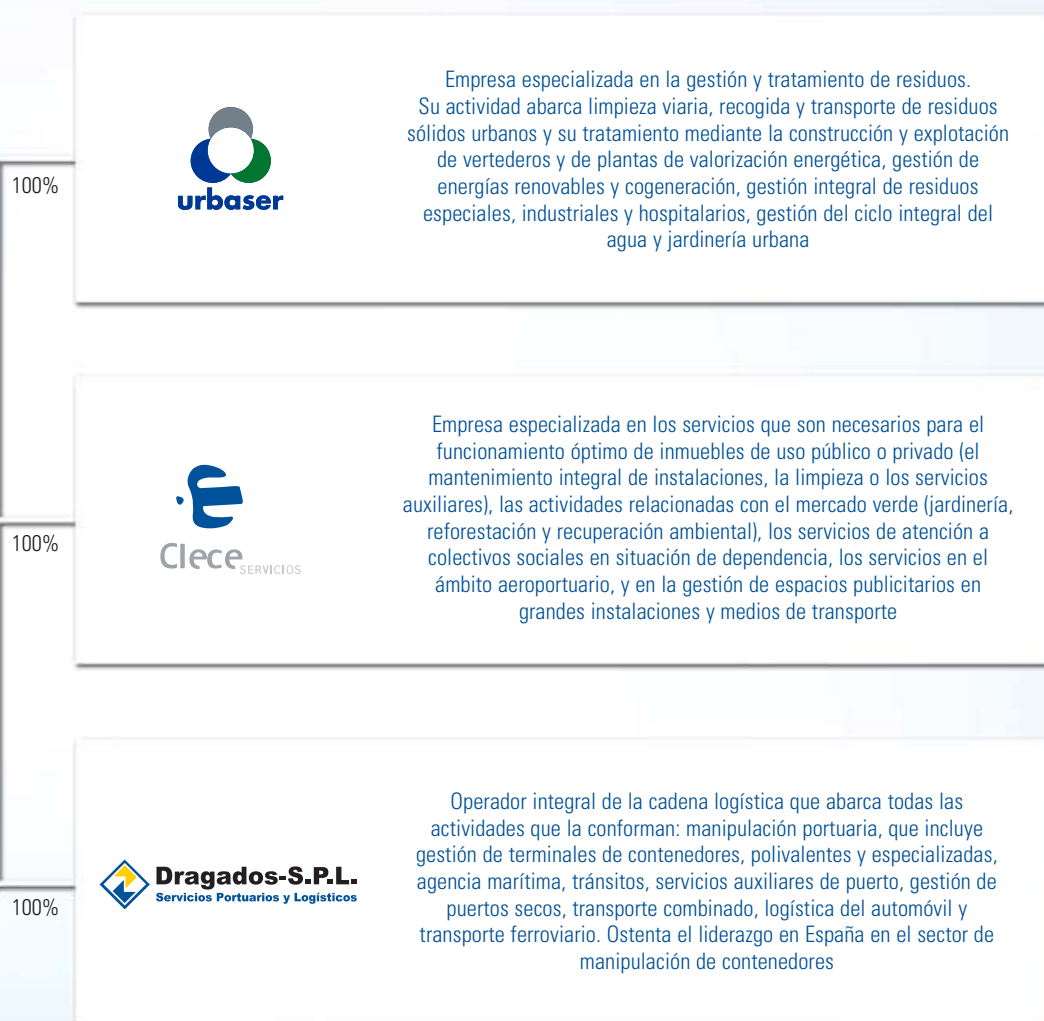 Empresa especializada en la gestión y tratamiento de residuos.
Su actividad abarca limpieza viaria, recogida y transporte de residuos
sólidos urbanos y su tratamiento mediante la construcción y explotación
de vertederos y de plantas de valorización energética, gestión de
energías renovables y cogeneración, gestión integral de residuos
especiales, industriales y hospitalarios, gestión del ciclo integral del
agua y jardinería urbana
100%
urbaser
Empresa especializada en los servicios que son necesarios para el
funcionamiento óptimo de inmuebles de uso público o privado (el
mantenimiento integral de instalaciones, la limpieza o los servicios
auxiliares), las actividades relacionadas con el mercado verde (jardinería,
reforestación y recuperación ambiental), los servicios de atención a
colectivos sociales en situación de dependencia, los servicios en el
ámbito aeroportuario, y en la gestión de espacios publicitarios en
grandes instalaciones y medios de transporte
100%
Clece SERVICIOS
Operador integral de la cadena logística que abarca todas las
actividades que la conforman: manipulación portuaria, que incluye
gestión de terminales de contenedores, polivalentes y especializadas,
agencia marítima, tránsitos, servicios auxiliares de puerto, gestión de
puertos secos, transporte combinado, logística del automóvil y
transporte ferroviario. Ostenta el liderazgo en España en el sector de
manipulación de contenedores
100%
Dragados-S.P.L.
Servicios Portuarios y Logísticos